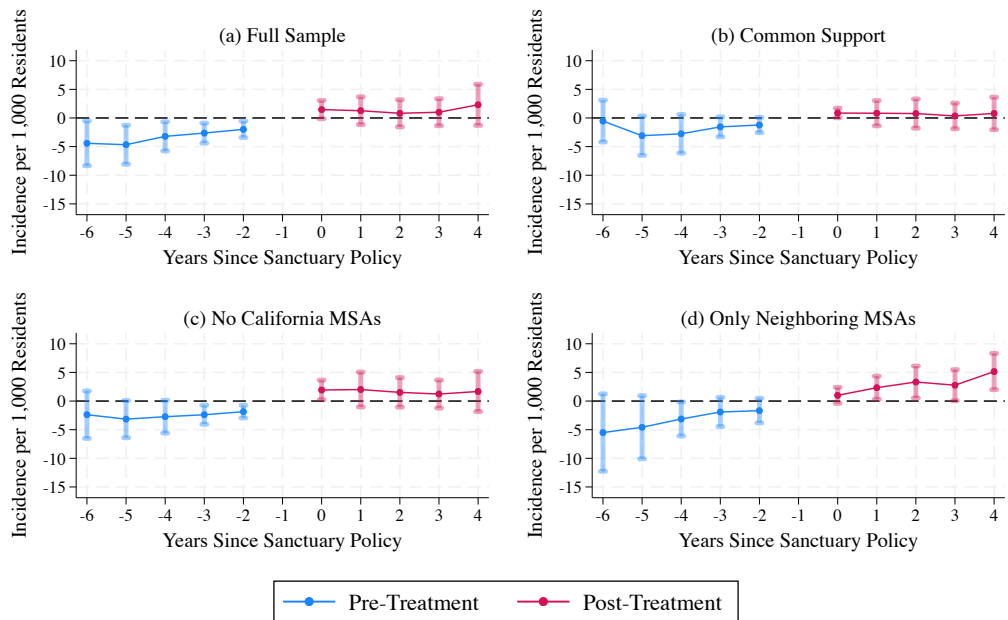 (a) Full Sample
Incidence per 1,000 Residents
10
5
0
-5
-10
-15
-6 -5 -4 -3 -2 -1 0 1 2 3 4
Years Since Sanctuary Policy
(b) Common Support
Incidence per 1,000 Residents
10
5
0
-5
-10
-15
-6 -5 -4 -3 -2 -1 0 1 2 3 4
Years Since Sanctuary Policy
(c) No California MSAs
Incidence per 1,000 Residents
10
5
0
-5
-10
-15
-6 -5 -4 -3 -2 -1 0 1 2 3 4
Years Since Sanctuary Policy
(d) Only Neighboring MSAs
Incidence per 1,000 Residents
10
5
0
-5
-10
-15
-6 -5 -4 -3 -2 -1 0 1 2 3 4
Years Since Sanctuary Policy
Pre-Treatment Post-Treatment